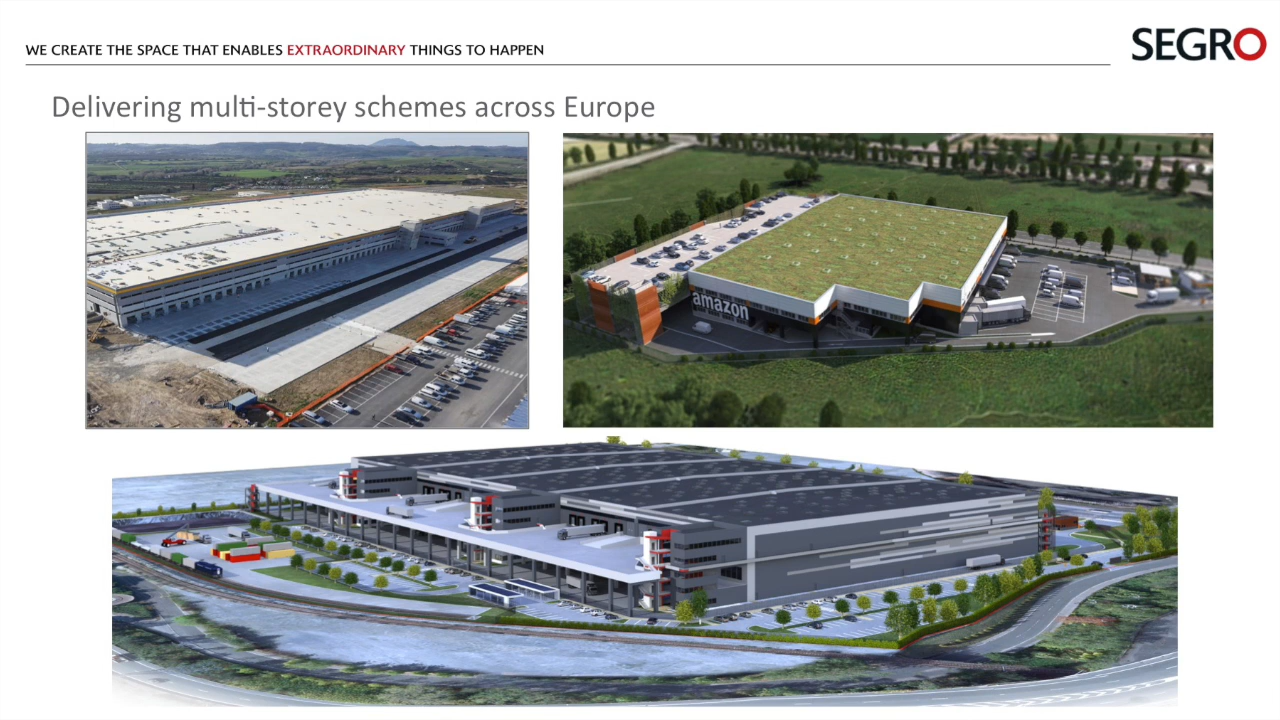 WE CREATE THE SPACE THAT ENABLES EXTRAORDINARY THINGS TO HAPPEN
SEGRO
Delivering multi-storey schemes across Europe
amazon